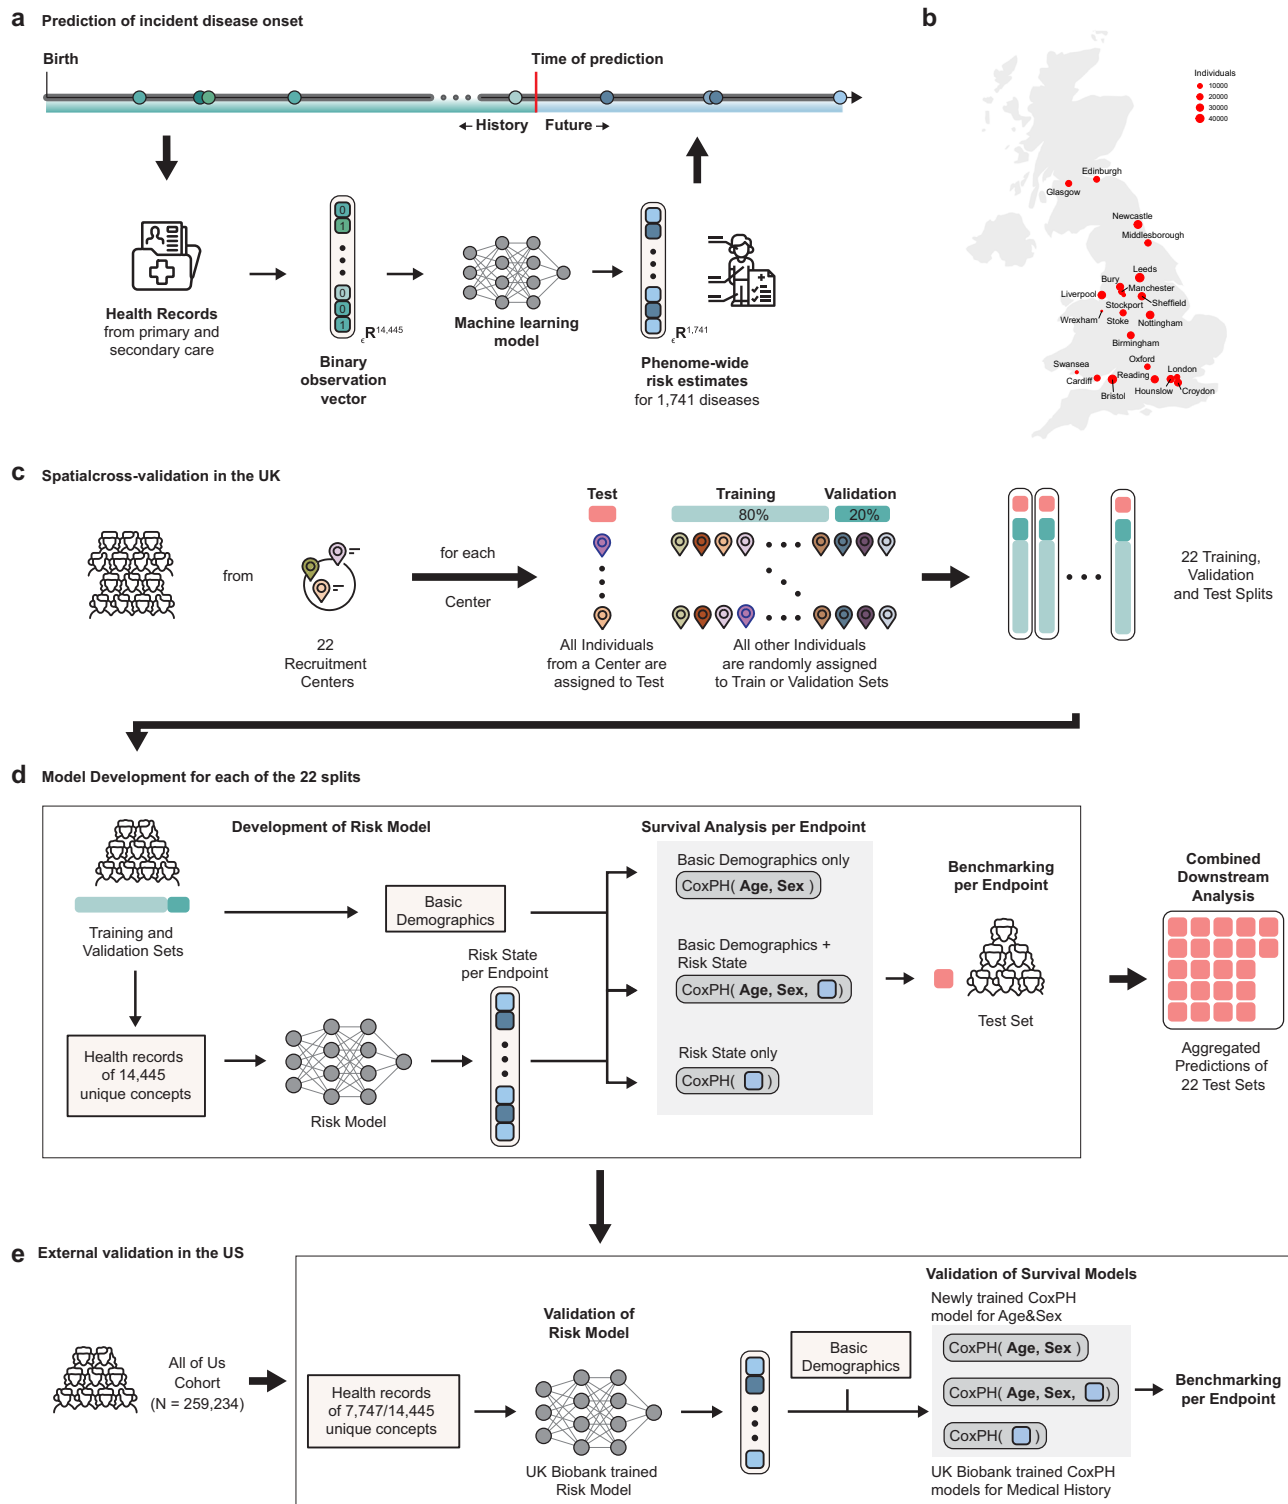 a Prediction of incident disease onset
Birth
Time of prediction
←History
Future→
Health Records
from primary and
secondary care
0
1
0
0
1
ϵR14,445
Binary
observation
vector
Machine learning
model
ϵR1,741
Phenome-wide
risk estimates
for 1,741 diseases
b
Individuals
10000
20000
30000
40000
Edinburgh
Glasgow
Newcastle
Middlesborough
Leeds
Bury
Manchester
Liverpool
Sheffield
Stockport
Wrexham
Stoke
Nottingham
Birmingham
Oxford
Swansea
London
Cardiff
Reading
Bristol
Hounslow
Croydon
c Spatialcross-validation in the UK
from
22
Recruitment
Centers
for each
Center
Test
Training
Validation
80%
20%
All Individuals
from a Center are
assigned to Test
All other Individuals
are randomly assigned
to Train or Validation Sets
22 Training,
Validation
and Test Splits
d Model Development for each of the 22 splits
Development of Risk Model
Training and
Validation Sets
Basic
Demographics
Health records
of 14,445
unique concepts
Risk Model
Risk State
per Endpoint
Survival Analysis per Endpoint
Basic Demographics only
CoxPH( Age, Sex )
Basic Demographics +
Risk State
CoxPH( Age, Sex, )
Risk State only
CoxPH( )
Benchmarking
per Endpoint
Test Set
Combined
Downstream
Analysis
Aggregated
Predictions of
22 Test Sets
e External validation in the US
All of Us
Cohort
(N = 259,234)
Health records
of 7,747/14,445
unique concepts
Validation of
Risk Model
UK Biobank trained
Risk Model
Basic
Demographics
Validation of Survival Models
Newly trained CoxPH
model for Age&Sex
CoxPH( Age, Sex )
CoxPH( Age, Sex, )
CoxPH( )
UK Biobank trained CoxPH
models for Medical History
Benchmarking
per Endpoint